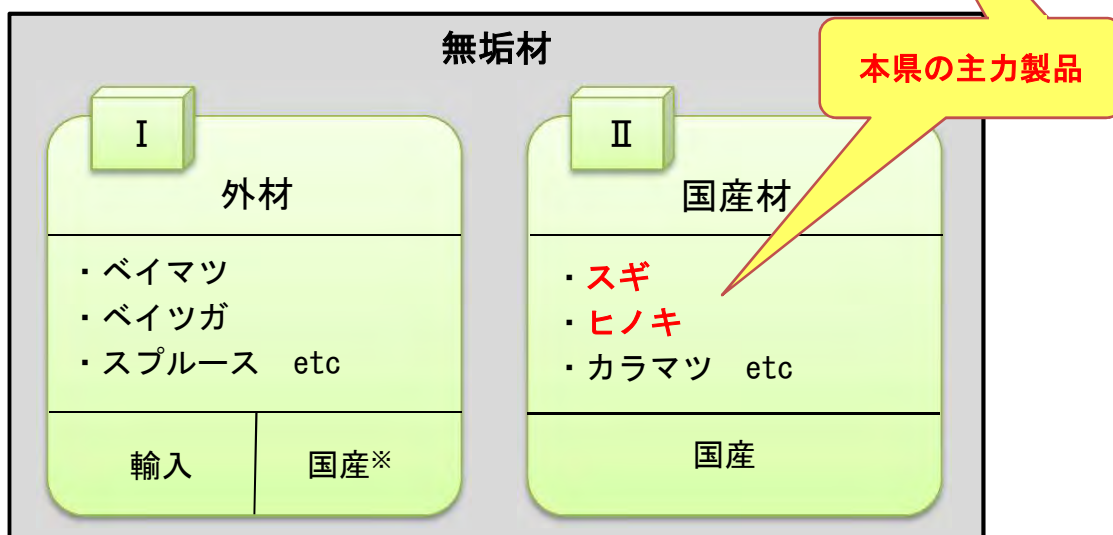 無垢材
本県の主力製品
Ⅰ
外材
・ベイマツ
・ベイツガ
・スプルース　etc
輸入
国産※
Ⅱ
国産材
・スギ
・ヒノキ
・カラマツ　etc
国産